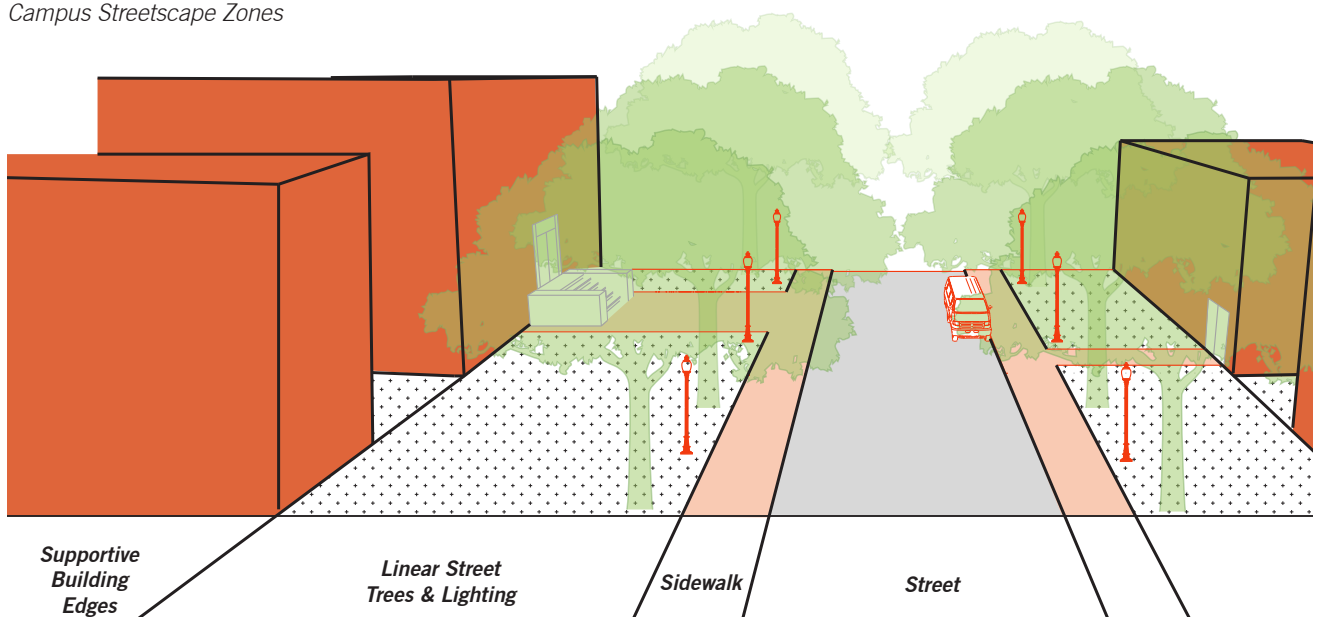 Campus Streetscape Zones
Supportive
Building
Edges
Linear Street
Trees & Lighting
Sidewalk
Street